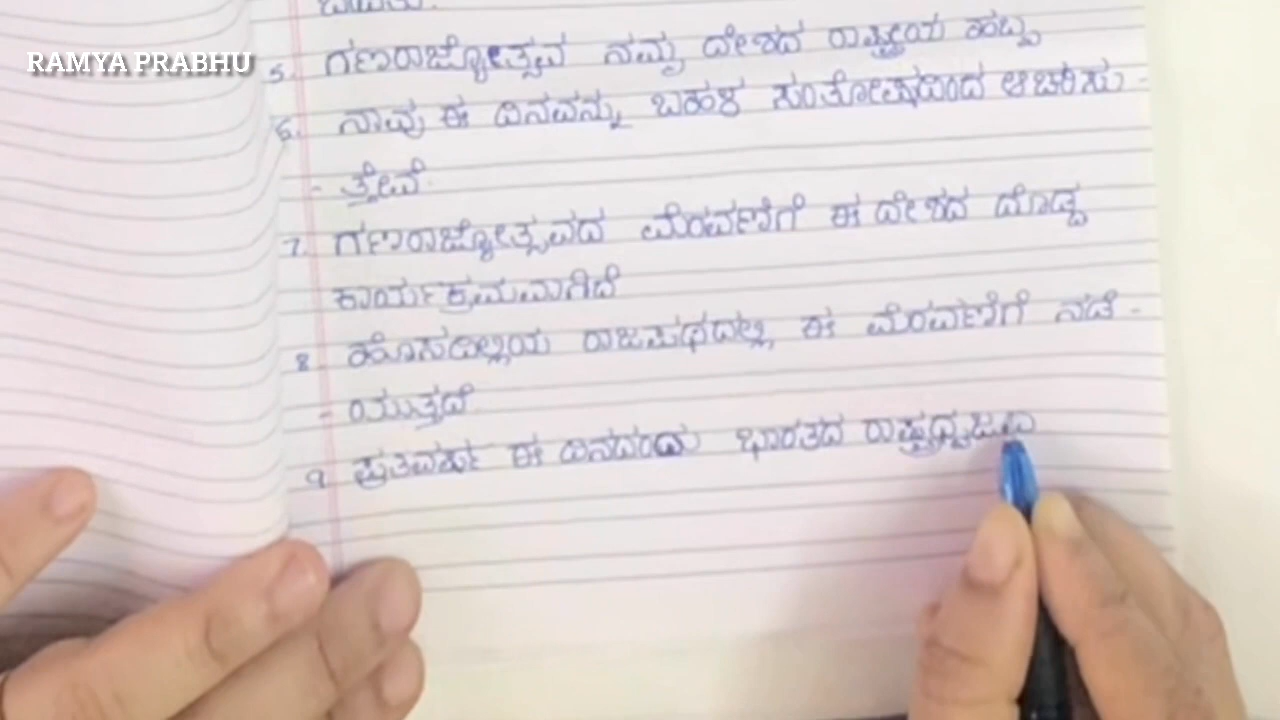 RAMYA PRABHU
5. ಗಣರಾಜ್ಯೋತ್ಸವ ನಮ್ಮ ದೇಶದ ರಾಷ್ಟ್ರೀಯ ಹಬ್ಬ
6. ನಾವು ಈ ದಿನವನ್ನು ಬಹಳ ಸಂತೋಷದಿಂದ ಆಚರಿಸು -
- ತ್ತೇವೆ.
7. ಗಣರಾಜ್ಯೋತ್ಸವದ ಮೆರವಣಿಗೆ ಈ ದೇಶದ ದೊಡ್ಡ
ಕಾರ್ಯಕ್ರಮವಾಗಿದೆ
8. ಹೊಸದಿಲ್ಲಿಯ ರಾಜಪಥದಲ್ಲಿ ಈ ಮೆರವಣಿಗೆ ನಡೆ -
- ಯುತ್ತದೆ
9 ಪ್ರತಿವರ್ಷ ಈ ದಿನದಂದು ಭಾರತದ ರಾಷ್ಟ್ರಧ್ವಜ